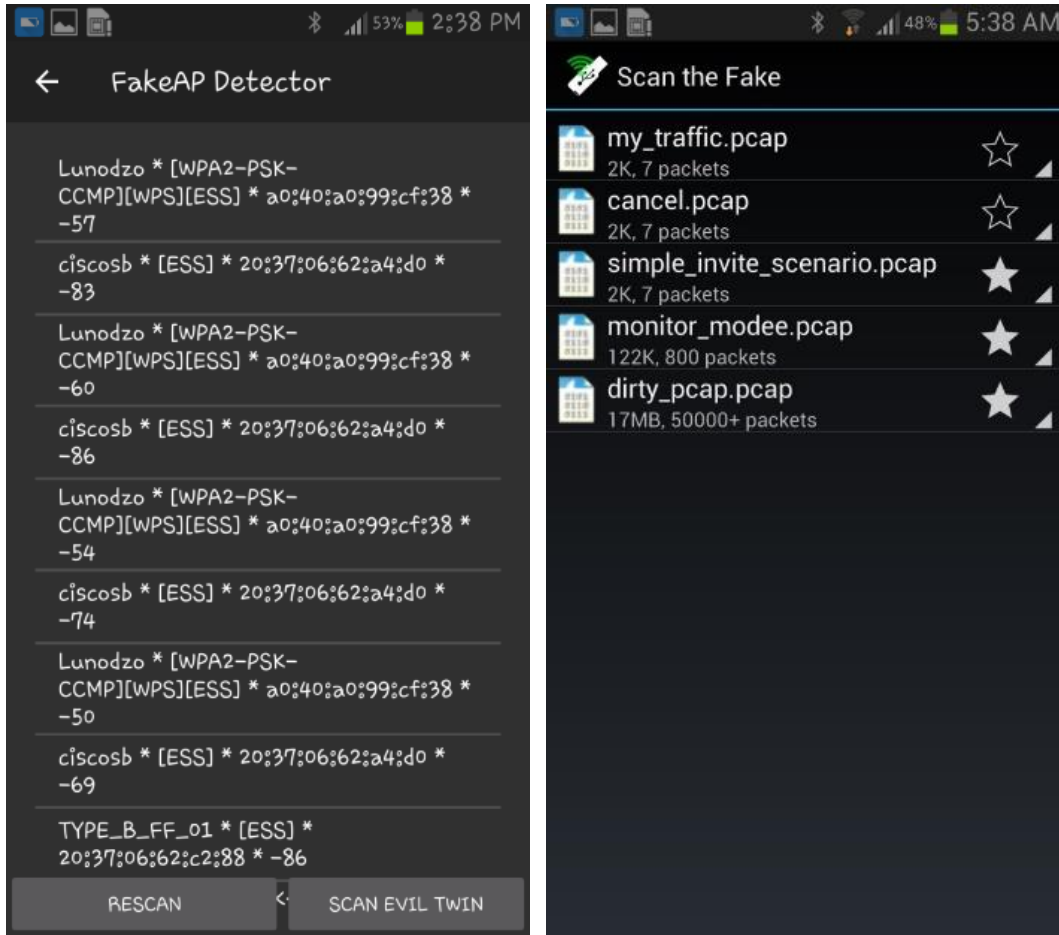 53% 2:38 PM
FakeAP Detector
Lunodzo * [WPA2-PSK-
CCMP][WPS][ESS] * a0:40:a0:99:cf:38 *
-57
ciscosb * [ESS] * 20:37:06:62:a4:d0 *
-83
Lunodzo * [WPA2-PSK-
CCMP][WPS][ESS] * a0:40:a0:99:cf:38 *
-60
ciscosb * [ESS] * 20:37:06:62:a4:d0 *
-86
Lunodzo * [WPA2-PSK-
CCMP][WPS][ESS] * a0:40:a0:99:cf:38 *
-54
ciscosb * [ESS] * 20:37:06:62:a4:d0 *
-74
Lunodzo * [WPA2-PSK-
CCMP][WPS][ESS] * a0:40:a0:99:cf:38 *
-50
ciscosb * [ESS] * 20:37:06:62:a4:d0 *
-69
TYPE_B_FF_01 * [ESS] *
20:37:06:62:c2:88 * -86
RESCAN
SCAN EVIL TWIN
48% 5:38 AM
Scan the Fake
my_traffic.pcap
2K, 7 packets
cancel.pcap
2K, 7 packets
simple_invite_scenario.pcap
2K, 7 packets
monitor_modee.pcap
122K, 800 packets
dirty_pcap.pcap
17MB, 50000+ packets